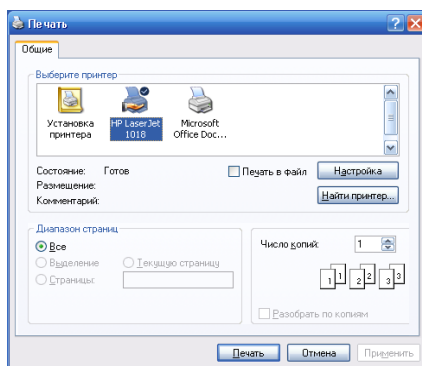 Печать
Общие
Выберите принтер
Установка принтера
HP LaserJet 1018
Microsoft Office Doc...
Состояние: Готов
Размещение:
Комментарий:
Печать в файл
Настройка
Найти принтер...
Диапазон страниц
Все
Выделение
Текущую страницу
Страницы:
Число копий: 1
1 1 2 2 3 3
Разобрать по копиям
Печать
Отмена
Применить